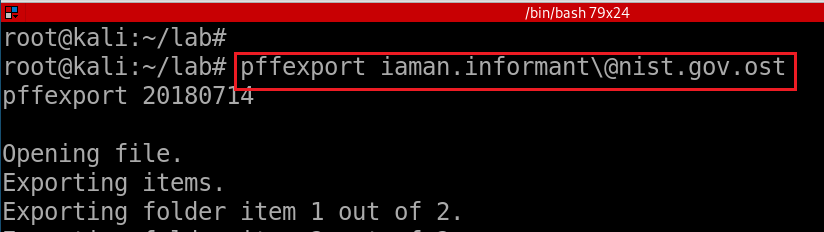 /bin/bash 79x24
root@kali:~/lab#
root@kali:~/lab# pffexport iaman.informant\@nist.gov.ost
pffexport 20180714
Opening file.
Exporting items.
Exporting folder item 1 out of 2.